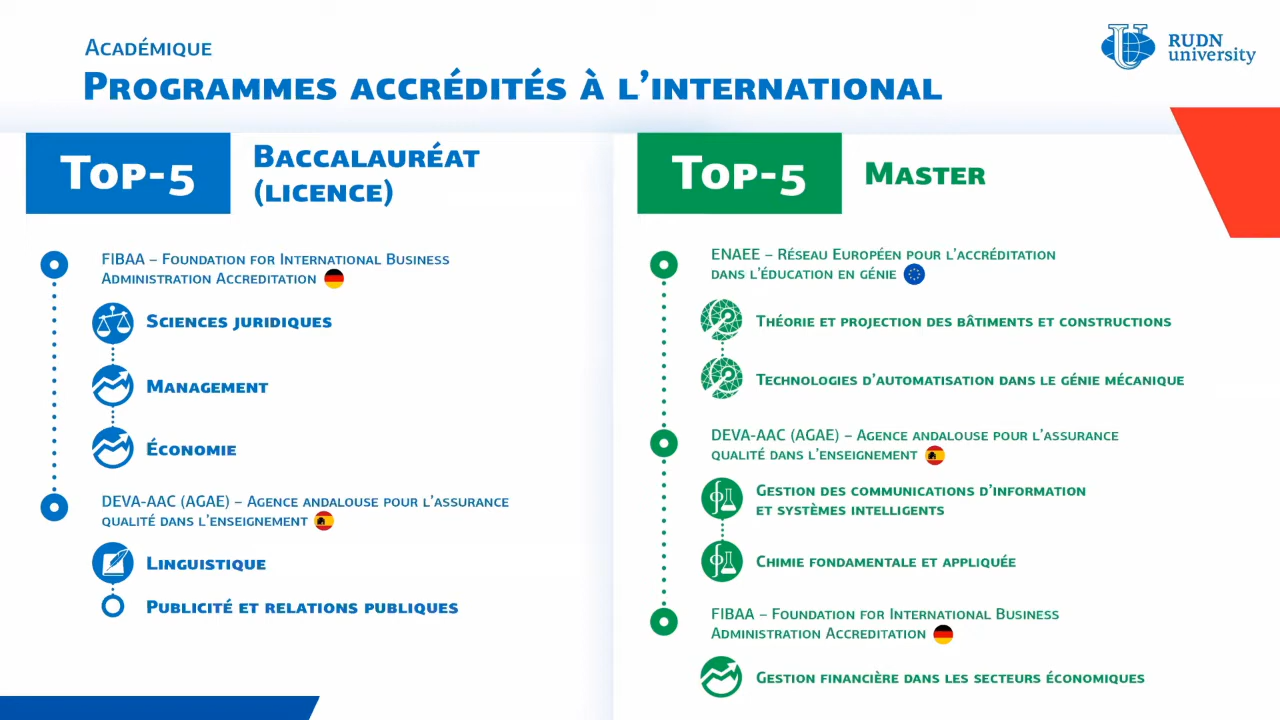 Académique
Programmes accrédités à l'international
RUDN
university
Top-5
Baccalauréat
(licence)
FIBAA – Foundation for International Business
Administration Accreditation
Sciences juridiques
Management
Économie
DEVA-AAC (AGAE) – Agence andalouse pour l'assurance
qualité dans l'enseignement
Linguistique
Publicité et relations publiques
Top-5
Master
ENAEE – Réseau Européen pour l'accréditation
dans l'éducation en génie
Théorie et projection des bâtiments et constructions
Technologies d'automatisation dans le génie mécanique
DEVA-AAC (AGAE) – Agence andalouse pour l'assurance
qualité dans l'enseignement
Gestion des communications d'information
et systèmes intelligents
Chimie fondamentale et appliquée
FIBAA – Foundation for International Business
Administration Accreditation
Gestion financière dans les secteurs économiques